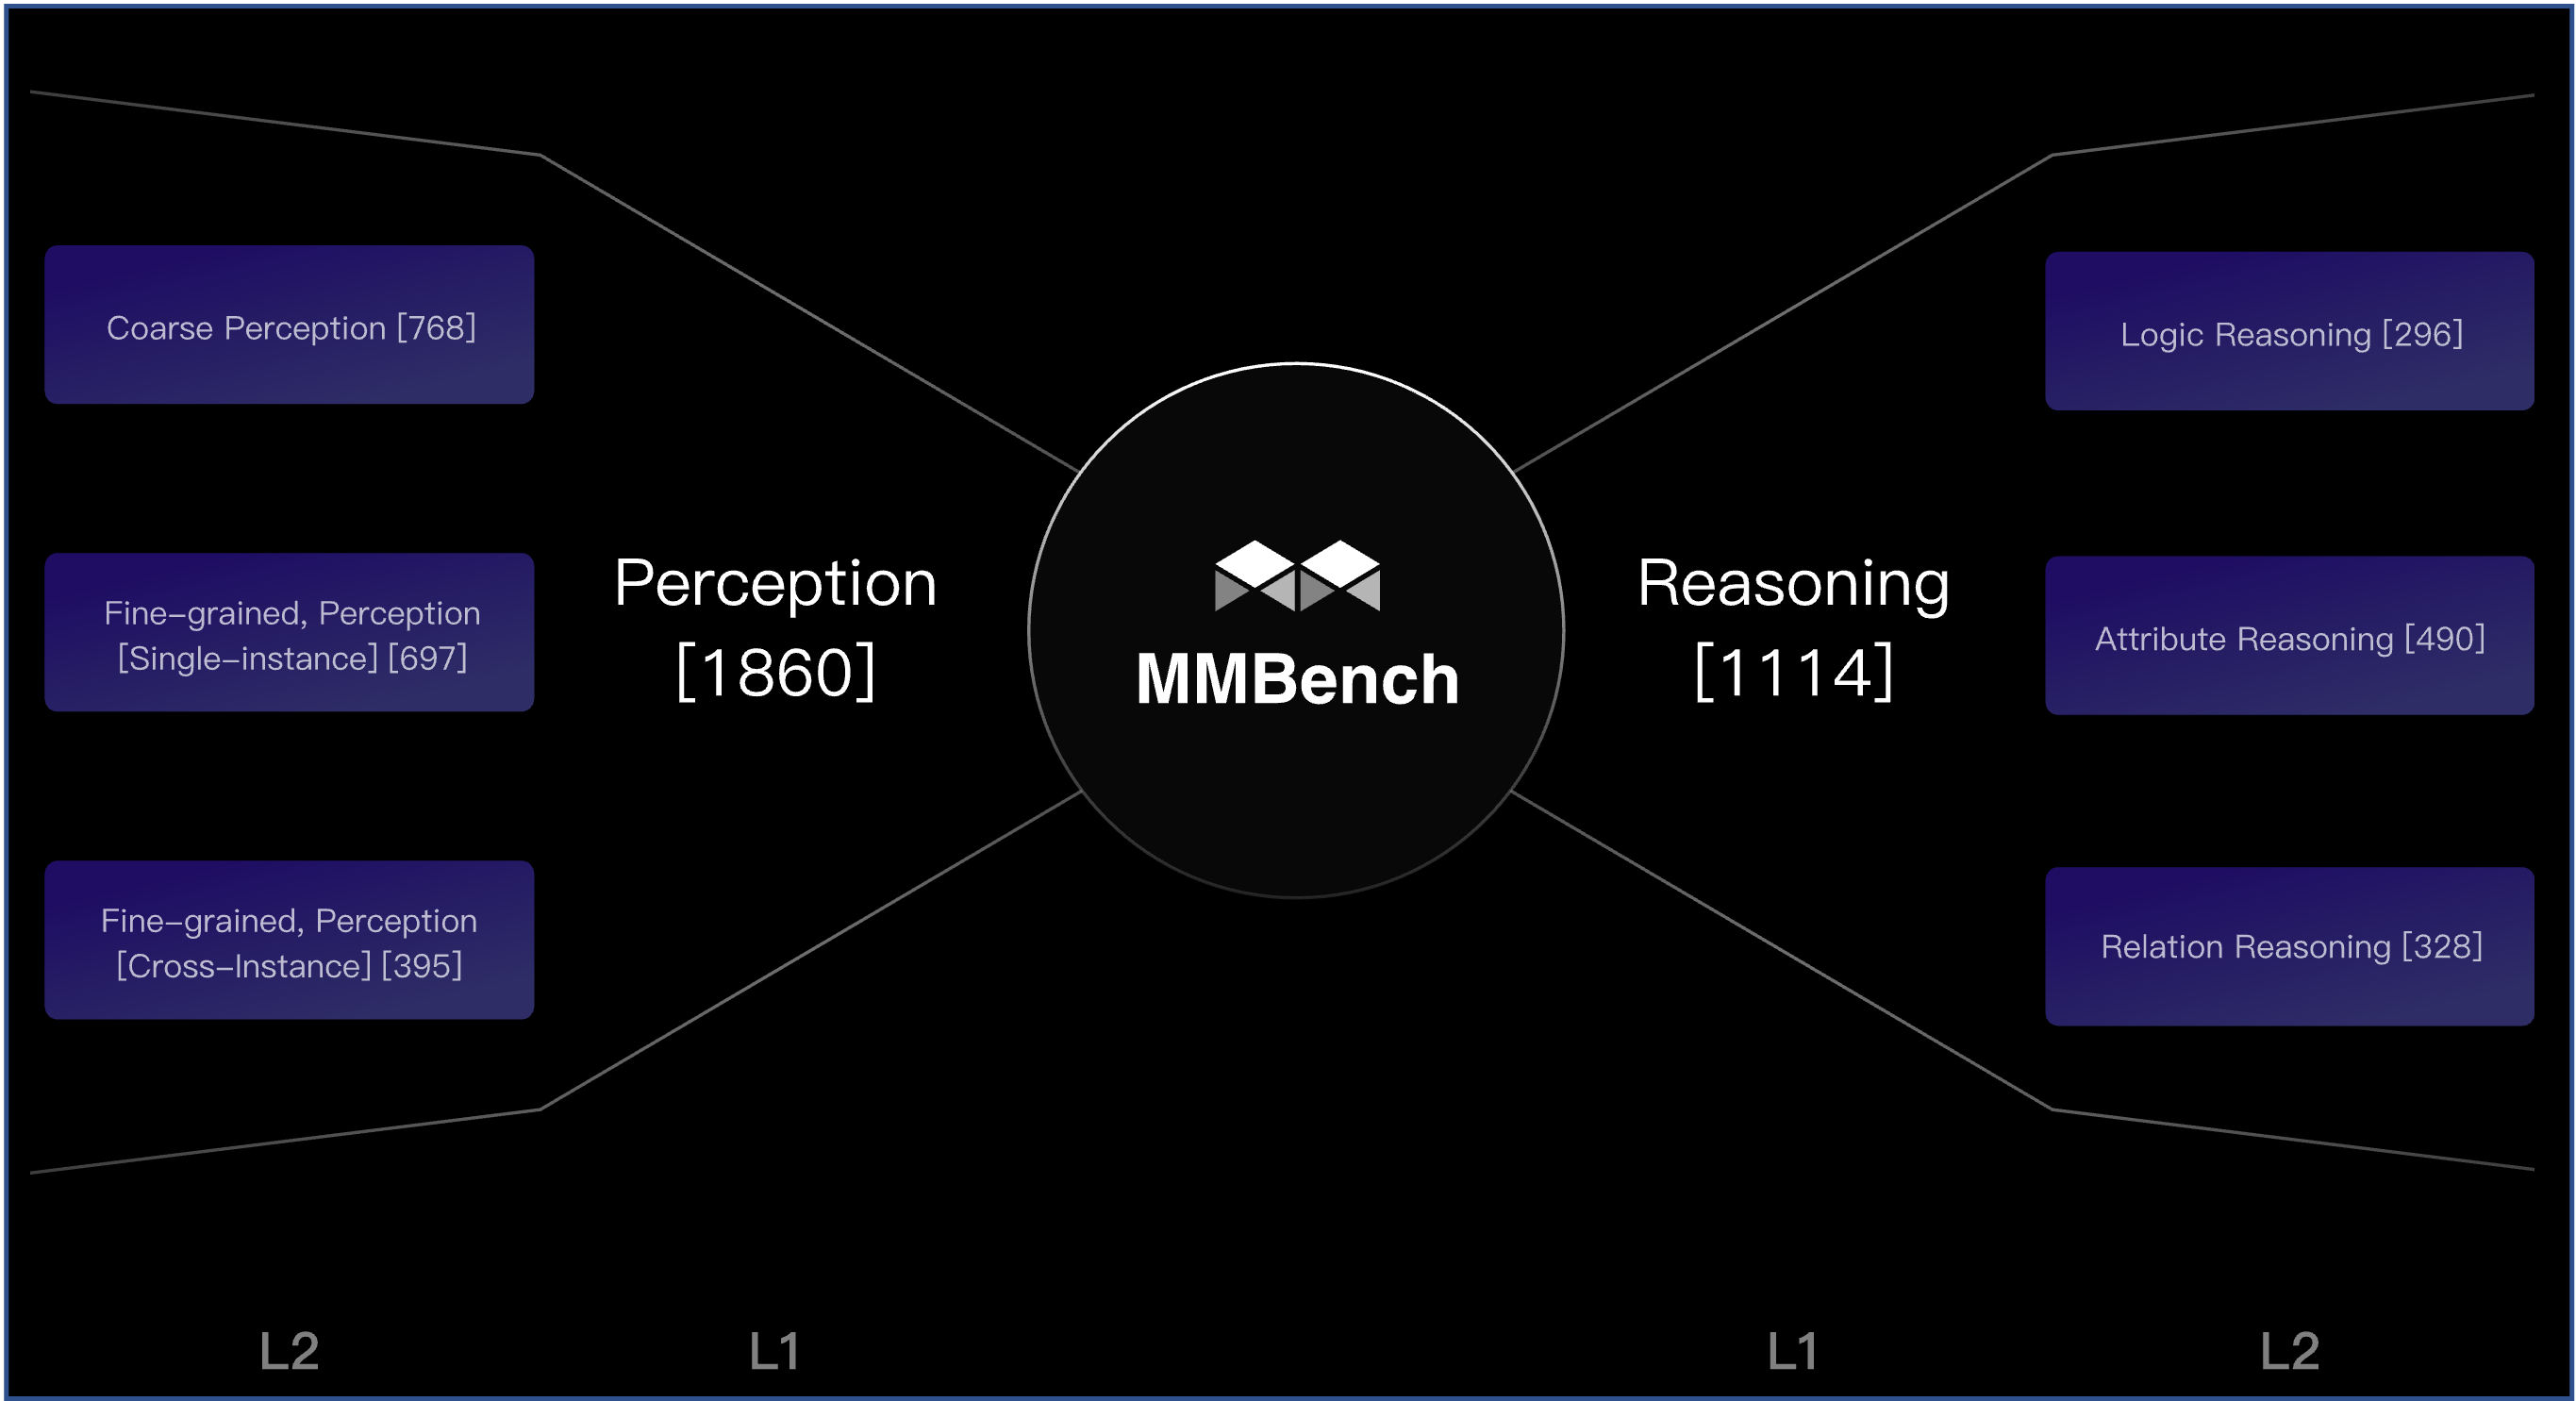 Coarse Perception [768]
Fine-grained, Perception
[Single-instance] [697]
Fine-grained, Perception
[Cross-Instance] [395]
Perception
[1860]
MMBench
Reasoning
[1114]
Logic Reasoning [296]
Attribute Reasoning [490]
Relation Reasoning [328]
L2
L1
L1
L2